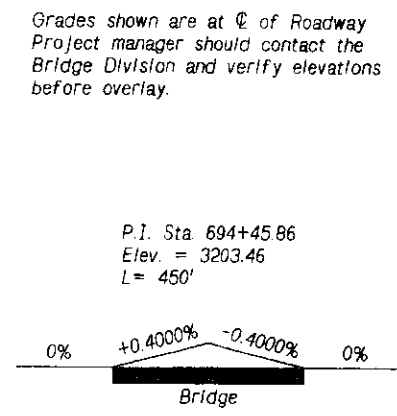 Grades shown are at ℄ of Roadway
Project manager should contact the
Bridge Division and verify elevations
before overlay.
P.I. Sta. 694+45.86
Elev. = 3203.46
L= 450'
0% +0.4000% -0.4000% 0%
Bridge